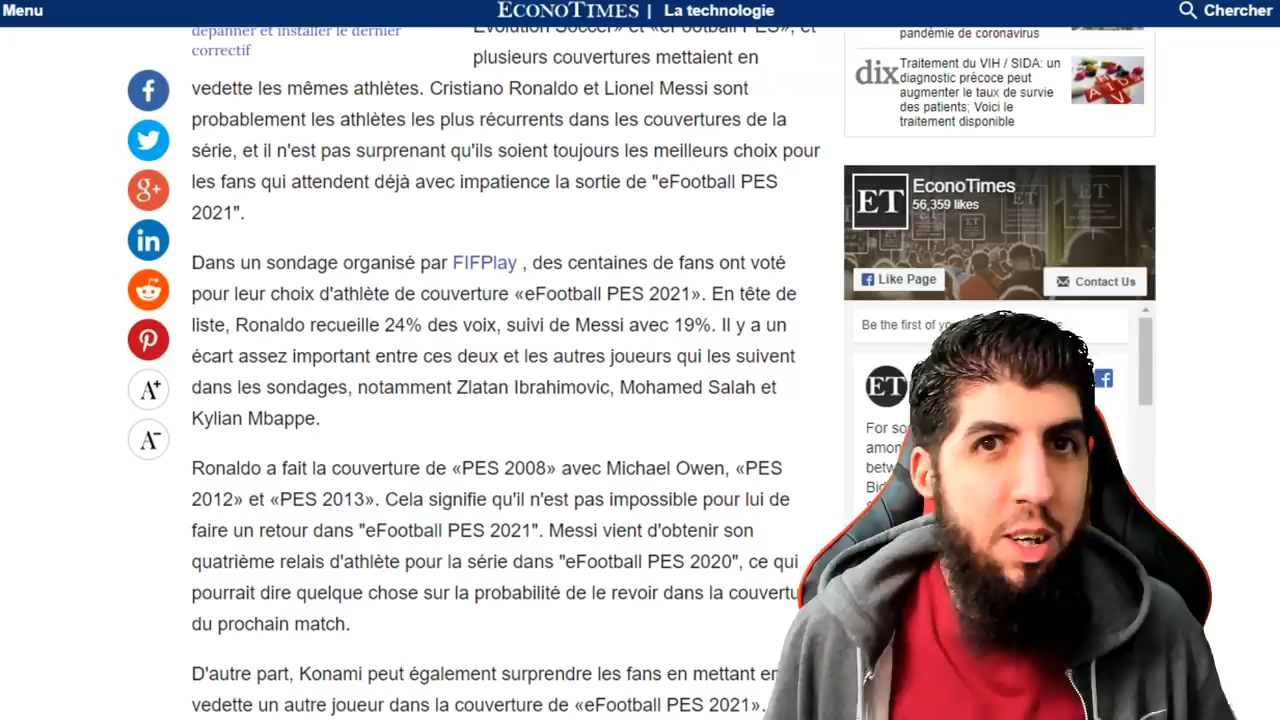 Menu
ECONOTIMES | La technologie
Chercher
dépanner et installer le dernier
correctif
Evolution Soccer» et «eFootball PES», et
plusieurs couvertures mettaient en
vedette les mêmes athlètes. Cristiano Ronaldo et Lionel Messi sont
probablement les athlètes les plus récurrents dans les couvertures de la
série, et il n'est pas surprenant qu'ils soient toujours les meilleurs choix pour
les fans qui attendent déjà avec impatience la sortie de "eFootball PES
2021".
Dans un sondage organisé par FIFPlay , des centaines de fans ont voté
pour leur choix d'athlète de couverture «eFootball PES 2021». En tête de
liste, Ronaldo recueille 24% des voix, suivi de Messi avec 19%. Il y a un
écart assez important entre ces deux et les autres joueurs qui les suivent
dans les sondages, notamment Zlatan Ibrahimovic, Mohamed Salah et
Kylian Mbappe.
Ronaldo a fait la couverture de «PES 2008» avec Michael Owen, «PES
2012» et «PES 2013». Cela signifie qu'il n'est pas impossible pour lui de
faire un retour dans "eFootball PES 2021". Messi vient d'obtenir son
quatrième relais d'athlète pour la série dans "eFootball PES 2020", ce qui
pourrait dire quelque chose sur la probabilité de le revoir dans la couvertu
du prochain match.
D'autre part, Konami peut également surprendre les fans en mettant en
vedette un autre joueur dans la couverture de «eFootball PES 2021».
A+
A-
pandémie de coronavirus
dix
Traitement du VIH / SIDA: un
diagnostic précoce peut
augmenter le taux de survie
des patients; Voici le
traitement disponible
ET
EconoTimes
56,359 likes
Like Page
Contact Us
Be the first of
ET
For so
amon
betw
Bid